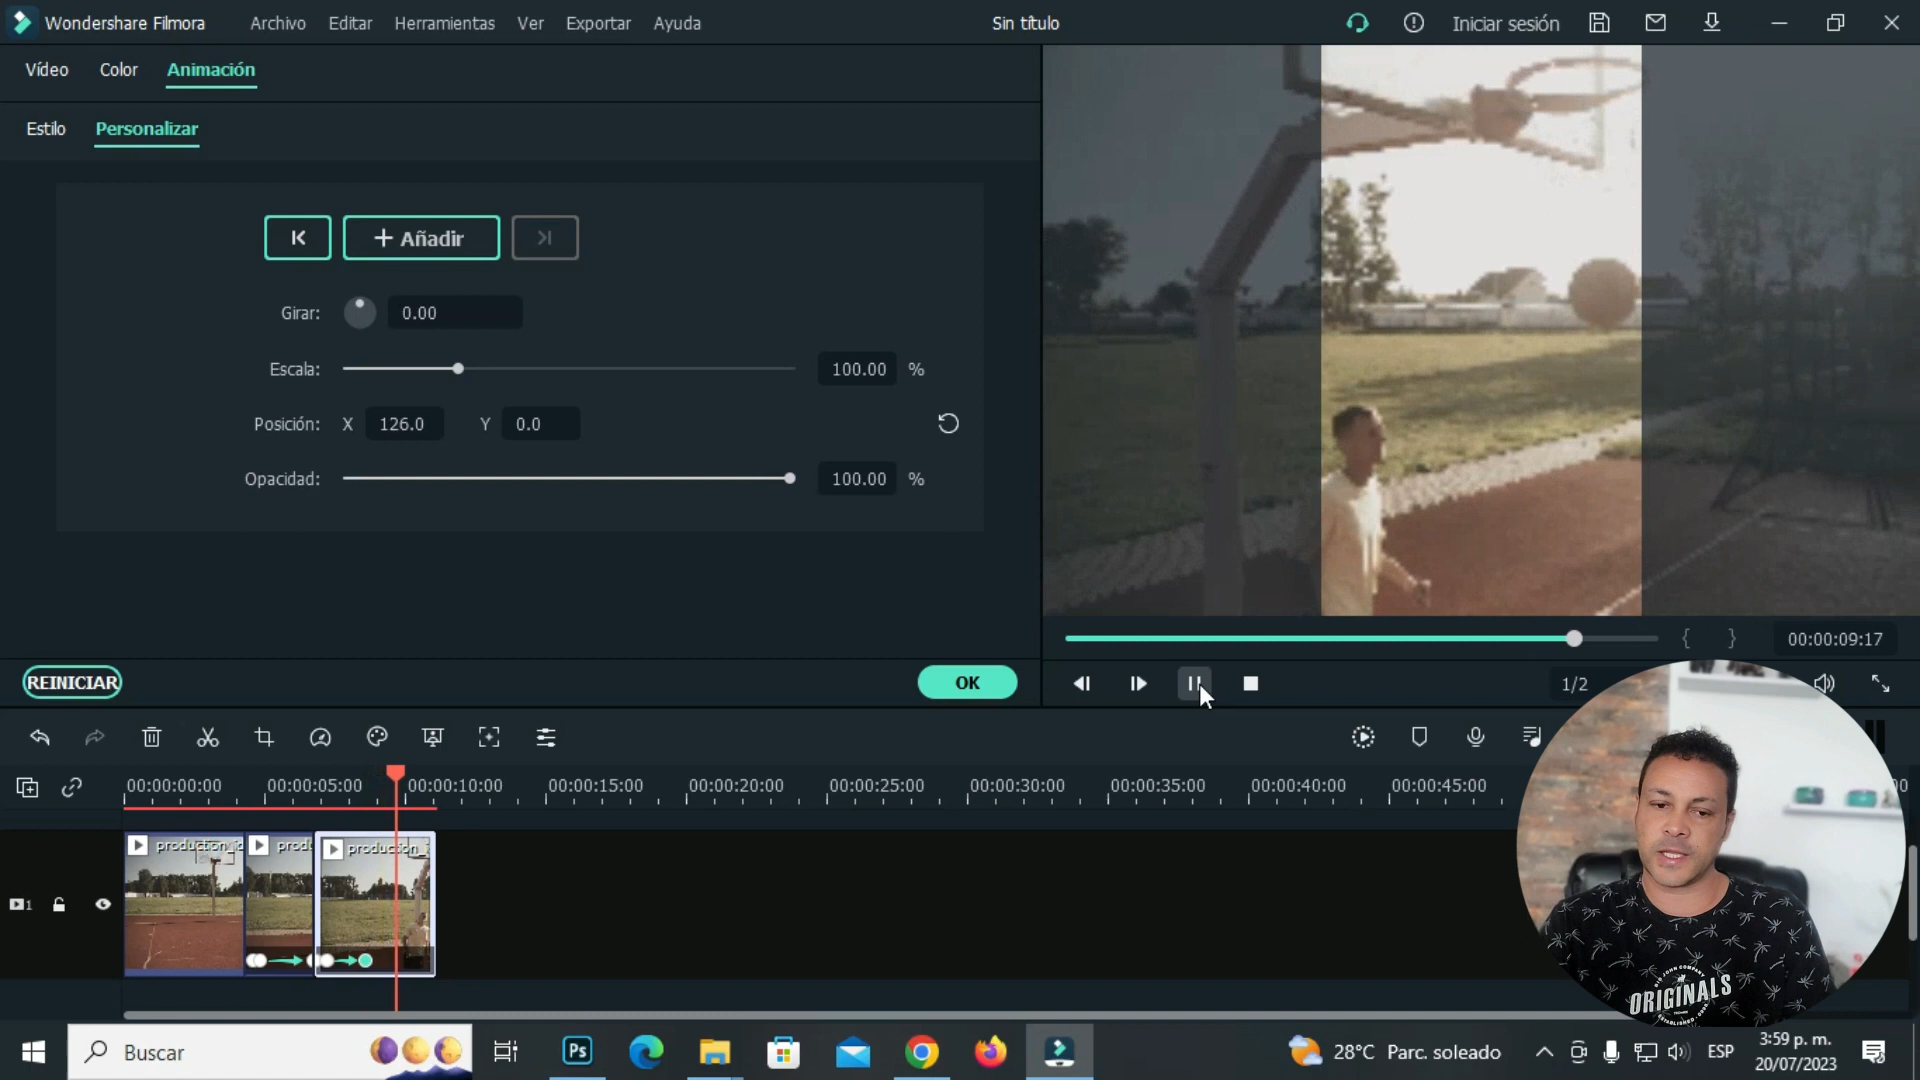 Wondershare Filmora Archivo Editar Herramientas Ver Exportar Ayuda Sin título Iniciar sesión
Vídeo Color Animación
Estilo Personalizar
Añadir
Girar: 0.00
Escala: 100.00 %
Posición: X 126.0 Y 0.0
Opacidad: 100.00 %
{ } 00:00:09:17
REINICIAR OK 1/2
00:00:00:00 00:00:05:00 00:00:10:00 00:00:15:00 00:00:20:00 00:00:25:00 00:00:30:00 00:00:35:00 00:00:40:00 00:00:45:00
1
ORIGINALS
Ps
Buscar 28°C Parc. soleado ESP 3:59 p. m.
20/07/2023